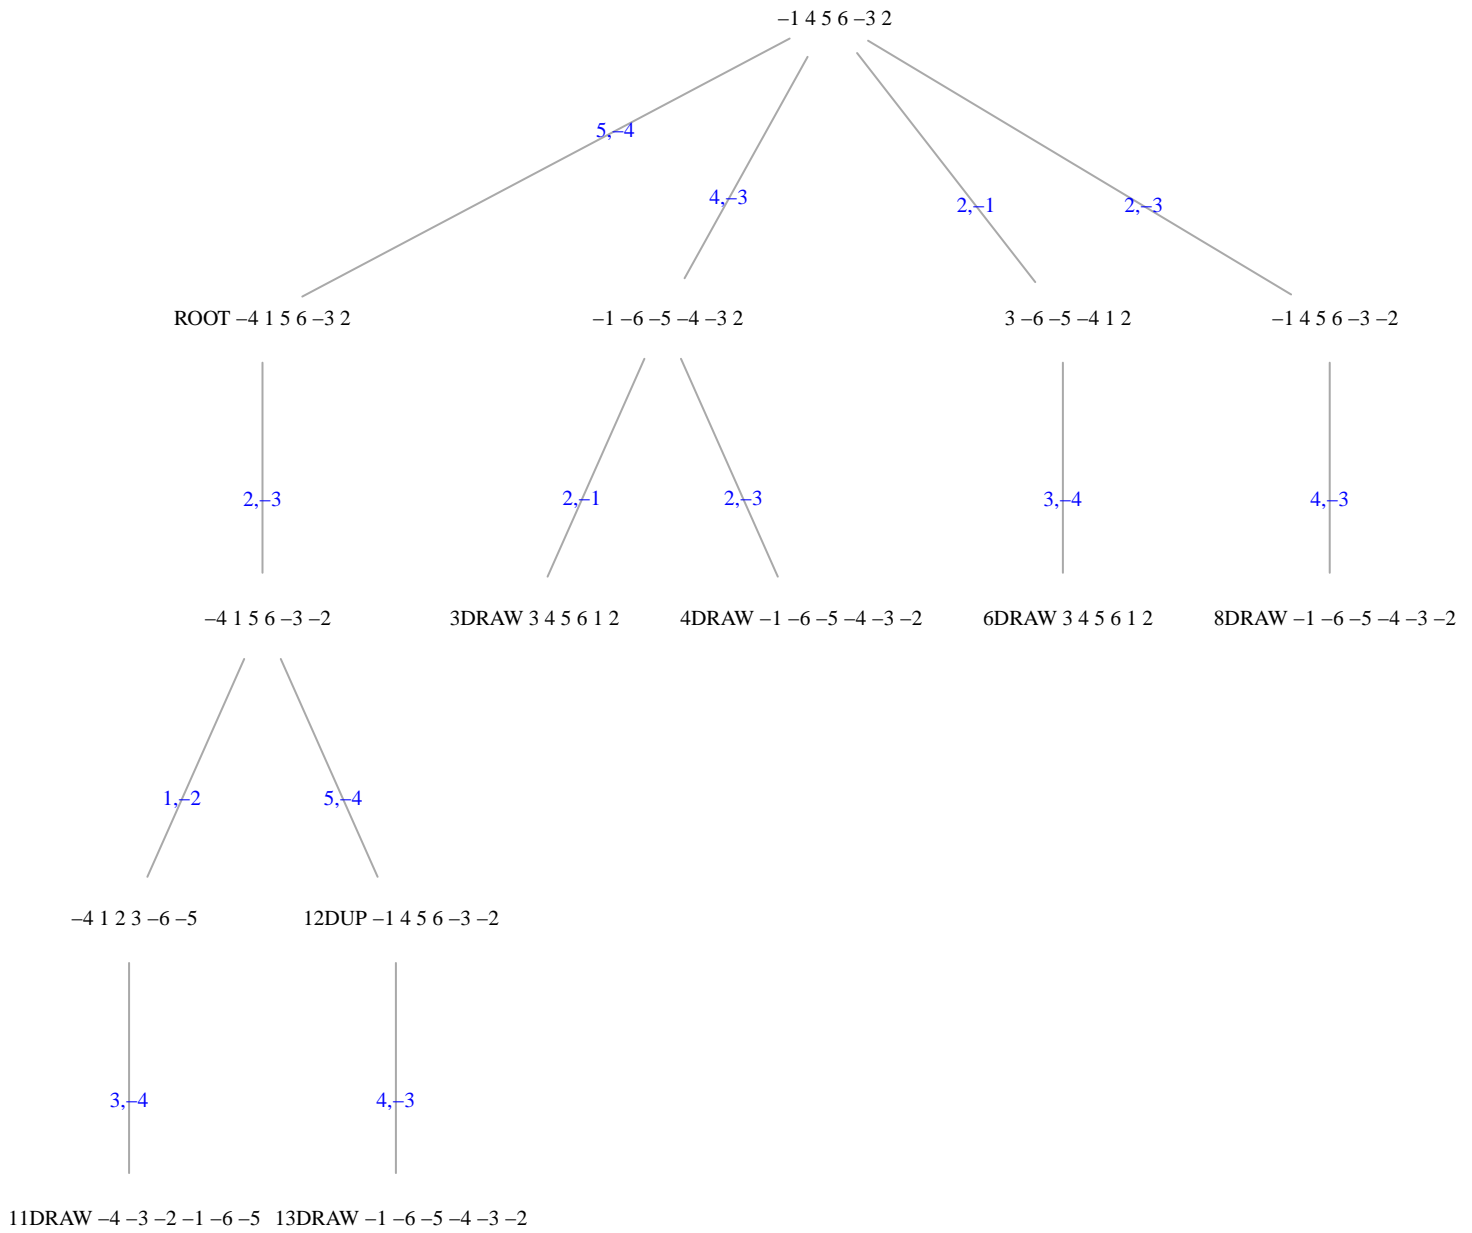 –1 4 5 6 –3 2
5,–4
4,–3
2,–1
2,–3
ROOT –4 1 5 6 –3 2
–1 –6 –5 –4 –3 2
3 –6 –5 –4 1 2
–1 4 5 6 –3 –2
2,–3
2,–1
2,–3
3,–4
4,–3
–4 1 5 6 –3 –2
3DRAW 3 4 5 6 1 2
4DRAW –1 –6 –5 –4 –3 –2
6DRAW 3 4 5 6 1 2
8DRAW –1 –6 –5 –4 –3 –2
1,–2
5,–4
–4 1 2 3 –6 –5
12DUP –1 4 5 6 –3 –2
3,–4
4,–3
11DRAW –4 –3 –2 –1 –6 –5
13DRAW –1 –6 –5 –4 –3 –2